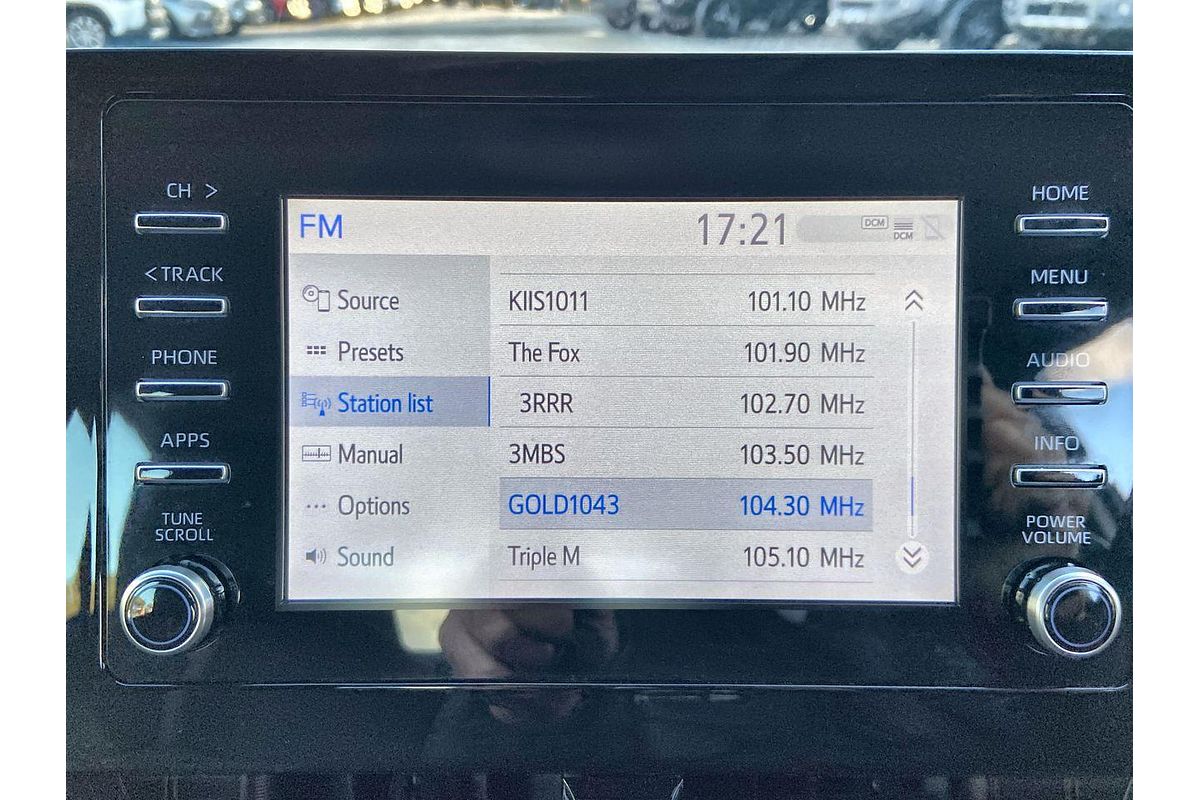 CH >
<TRACK
PHONE
APPS
TUNE
SCROLL
FM
17:21
DCM
DCM
Source
Presets
Station list
Manual
Options
Sound
KIIS1011 101.10 MHz
The Fox 101.90 MHz
3RRR 102.70 MHz
3MBS 103.50 MHz
GOLD1043 104.30 MHz
Triple M 105.10 MHz
HOME
MENU
AUDIO
INFO
POWER
VOLUME